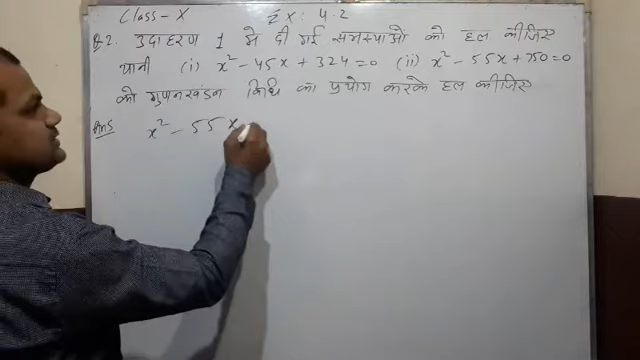 Class-X Ex: 4.2
Q.2. उदाहरण 1 मे दी गई समस्याओ को हल कीजिए
यानी (i) x² - 45x + 324 = 0 (ii) x² - 55x + 750 = 0
को गुणनखंडन विधि का प्रयोग करके हल कीजिए
Ans x² - 55x